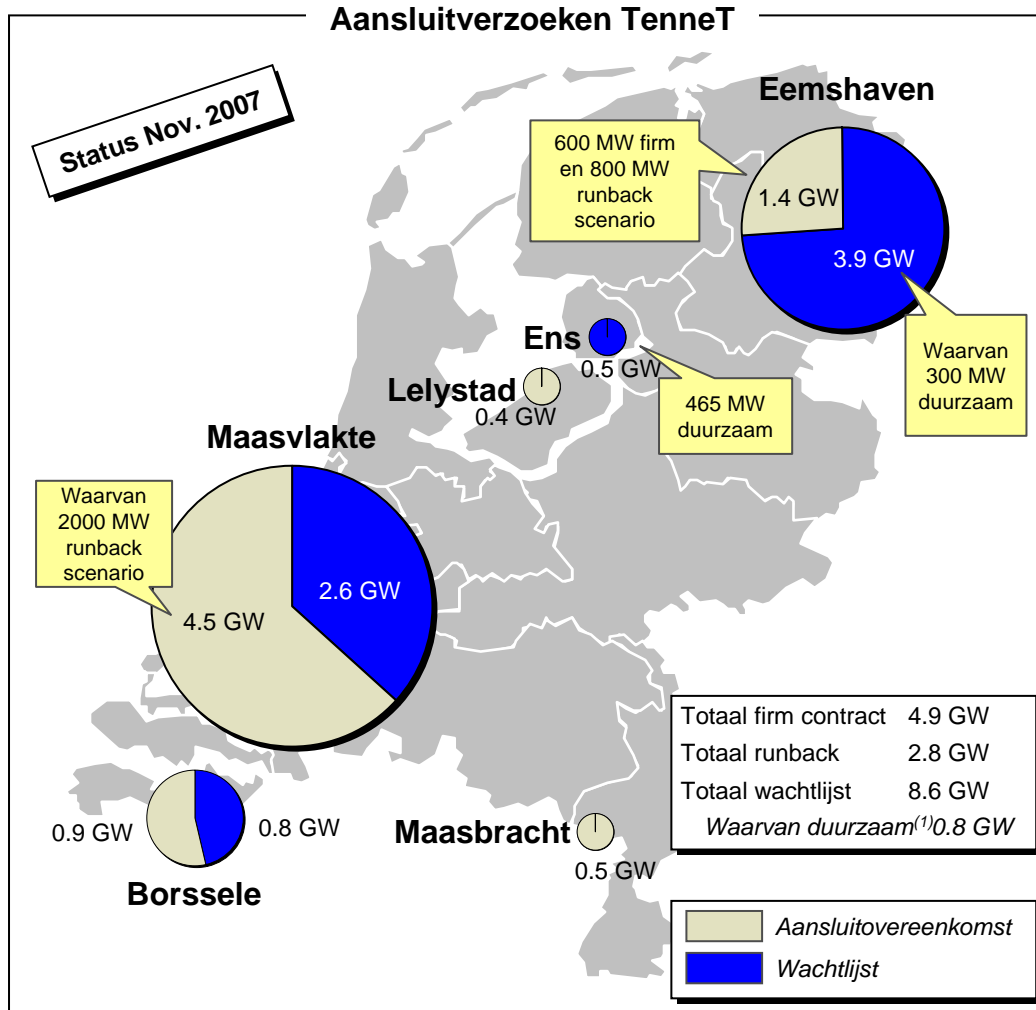 Aansluitverzoeken TenneT
Status Nov. 2007
Eemshaven
600 MW firm
en 800 MW
runback
scenario
1.4 GW
3.9 GW
Waarvan
300 MW
duurzaam
Ens
0.5 GW
465 MW
duurzaam
Lelystad
0.4 GW
Maasvlakte
Waarvan
2000 MW
runback
scenario
2.6 GW
4.5 GW
Totaal firm contract 4.9 GW
Totaal runback 2.8 GW
Totaal wachtlijst 8.6 GW
Waarvan duurzaam(1)0.8 GW
0.9 GW
0.8 GW
Borssele
Maasbracht
0.5 GW
Aansluitovereenkomst
Wachtlijst